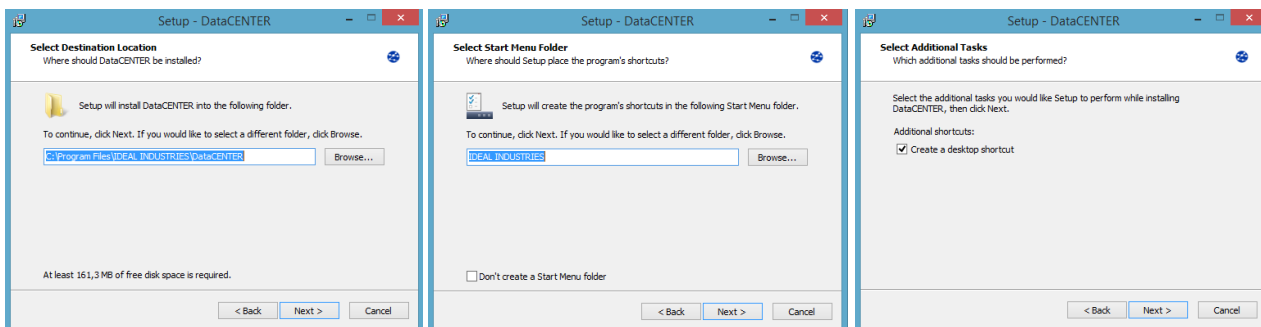 Setup - DataCENTER
Select Destination Location
Where should DataCENTER be installed?
Setup will install DataCENTER into the following folder.
To continue, click Next. If you would like to select a different folder, click Browse.
C:\Program Files\IDEAL INDUSTRIES\DataCENTER
Browse...
At least 161,3 MB of free disk space is required.
< Back
Next >
Cancel
Setup - DataCENTER
Select Start Menu Folder
Where should Setup place the program's shortcuts?
Setup will create the program's shortcuts in the following Start Menu folder.
To continue, click Next. If you would like to select a different folder, click Browse.
IDEAL INDUSTRIES
Browse...
Don't create a Start Menu folder
< Back
Next >
Cancel
Setup - DataCENTER
Select Additional Tasks
Which additional tasks should be performed?
Select the additional tasks you would like Setup to perform while installing
DataCENTER, then click Next.
Additional shortcuts:
Create a desktop shortcut
< Back
Next >
Cancel